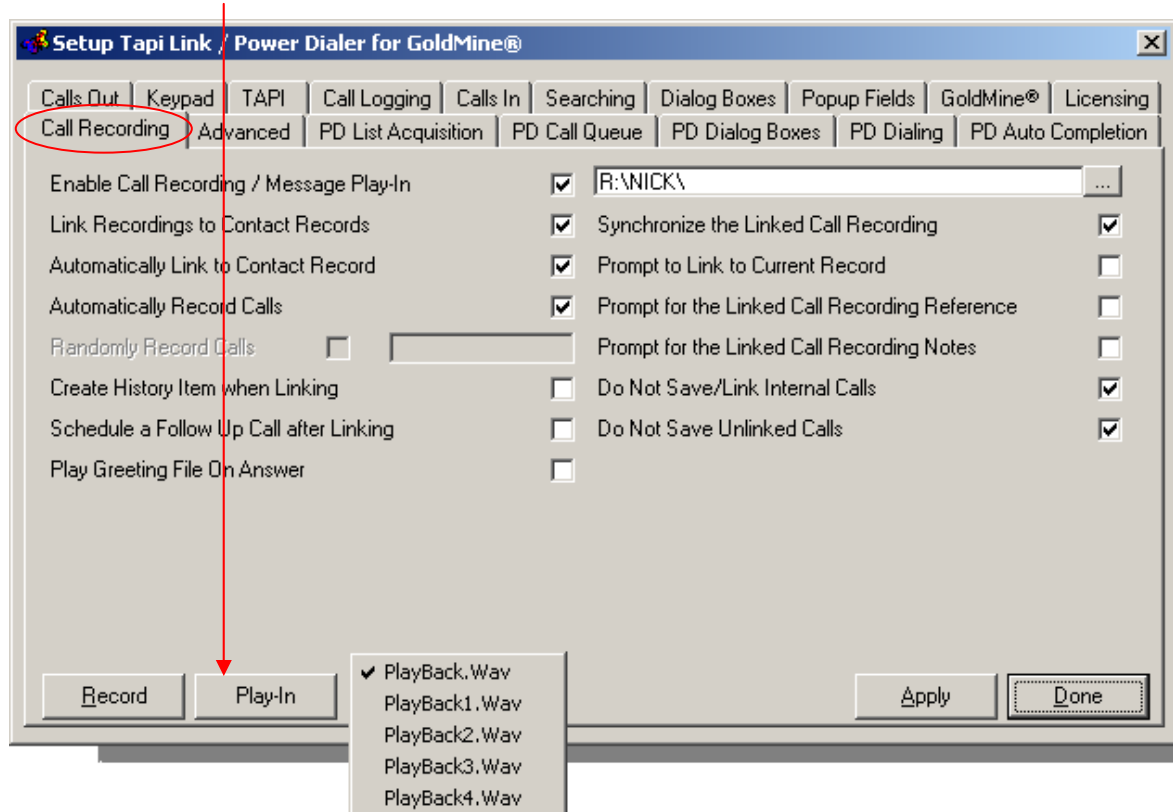 Setup Tapi Link / Power Dialer for GoldMine®
Calls Out Keypad TAPI Call Logging Calls In Searching Dialog Boxes Popup Fields GoldMine® Licensing
Call Recording Advanced PD List Acquisition PD Call Queue PD Dialog Boxes PD Dialing PD Auto Completion
Enable Call Recording / Message Play-In R:\NICK\ ...
Link Recordings to Contact Records Synchronize the Linked Call Recording
Automatically Link to Contact Record Prompt to Link to Current Record
Automatically Record Calls Prompt for the Linked Call Recording Reference
Randomly Record Calls Prompt for the Linked Call Recording Notes
Create History Item when Linking Do Not Save/Link Internal Calls
Schedule a Follow Up Call after Linking Do Not Save Unlinked Calls
Play Greeting File On Answer
Record Play-In Apply Done
PlayBack.Wav
PlayBack1.Wav
PlayBack2.Wav
PlayBack3.Wav
PlayBack4.Wav